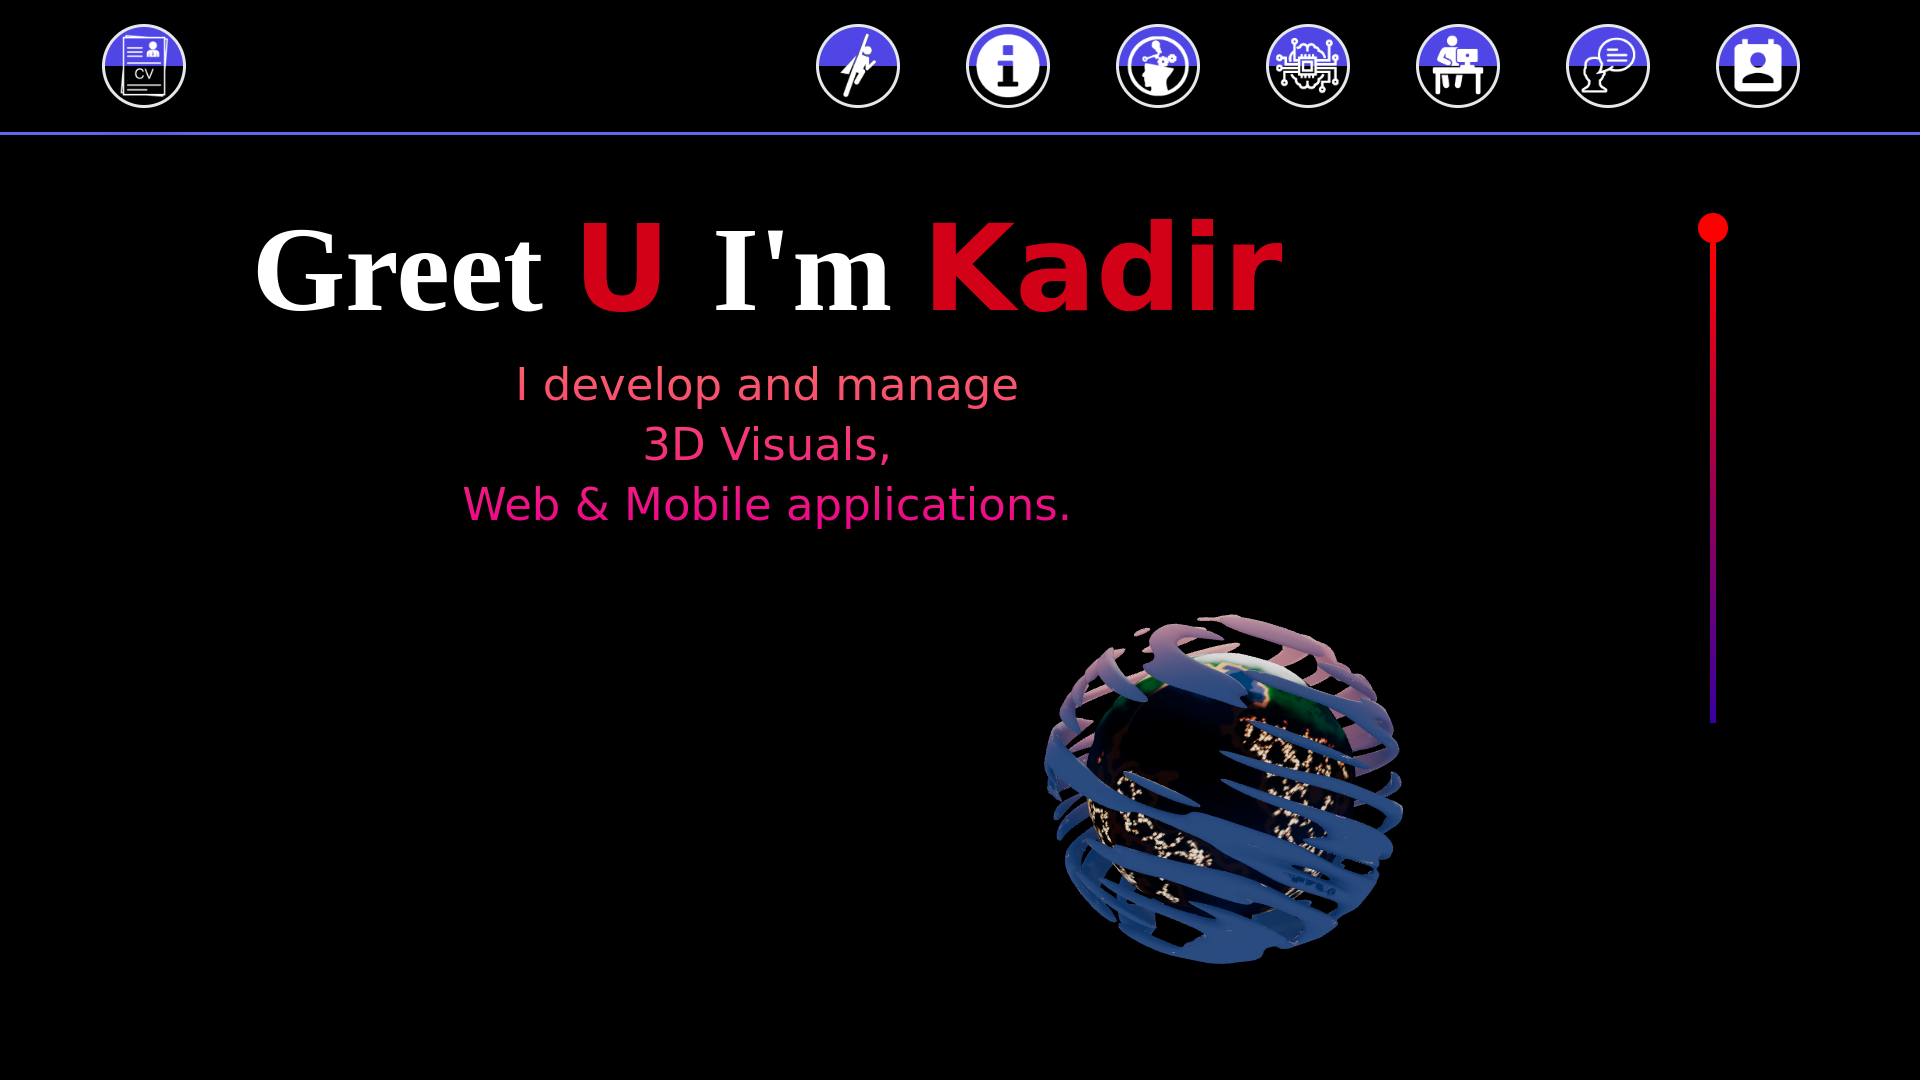 CV
Greet U I'm Kadir
I develop and manage
3D Visuals,
Web & Mobile applications.